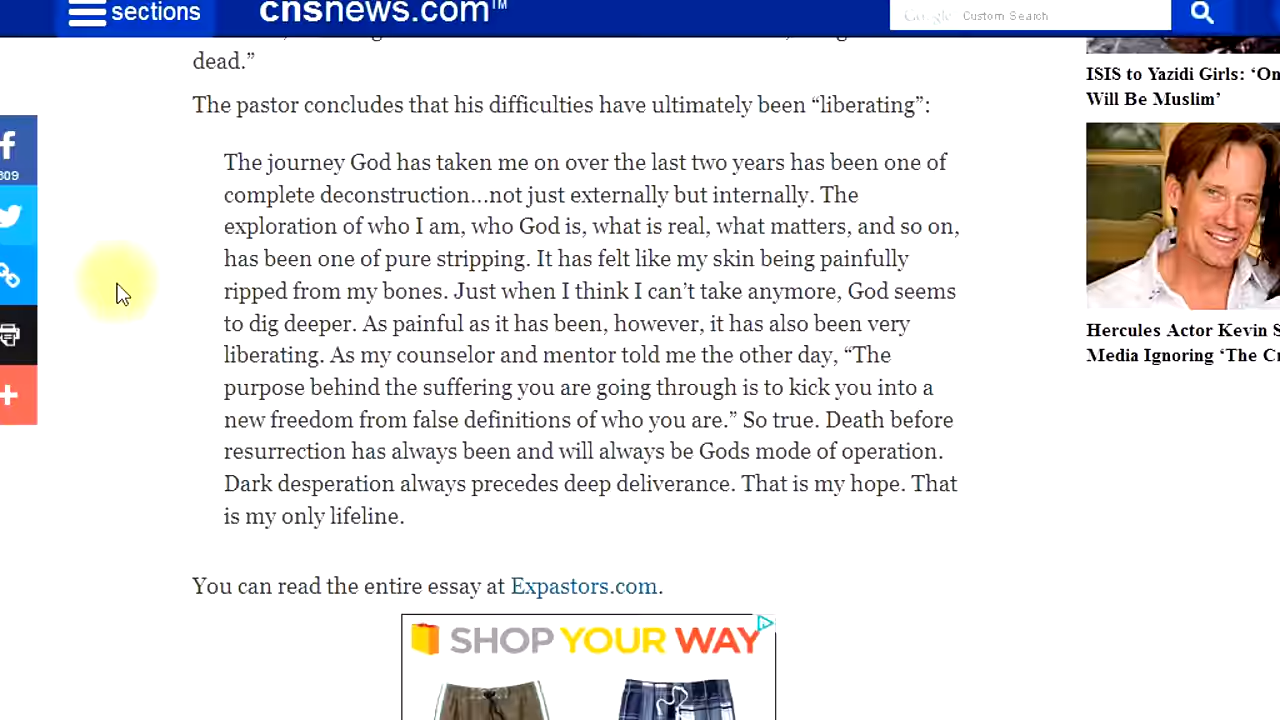 sections
cnsnews.com™
Google Custom Search
dead.”
The pastor concludes that his difficulties have ultimately been “liberating”:
The journey God has taken me on over the last two years has been one of
complete deconstruction...not just externally but internally. The
exploration of who I am, who God is, what is real, what matters, and so on,
has been one of pure stripping. It has felt like my skin being painfully
ripped from my bones. Just when I think I can’t take anymore, God seems
to dig deeper. As painful as it has been, however, it has also been very
liberating. As my counselor and mentor told me the other day, “The
purpose behind the suffering you are going through is to kick you into a
new freedom from false definitions of who you are.” So true. Death before
resurrection has always been and will always be Gods mode of operation.
Dark desperation always precedes deep deliverance. That is my hope. That
is my only lifeline.
You can read the entire essay at Expastors.com.
SHOP YOUR WAY
309
ISIS to Yazidi Girls: ‘On
Will Be Muslim’
Hercules Actor Kevin S
Media Ignoring ‘The Cr